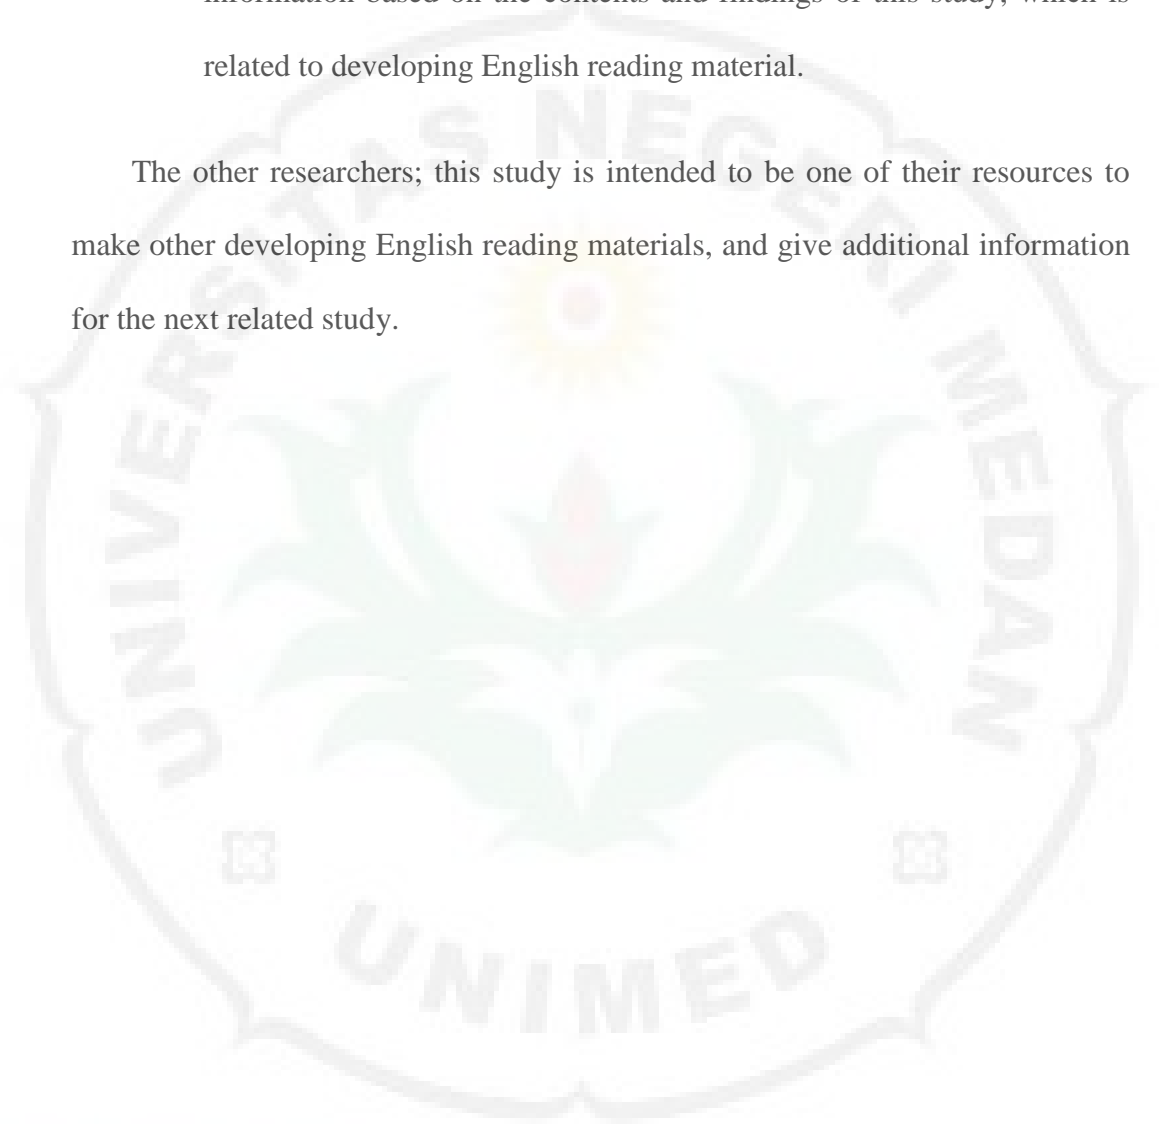 information based on the contents and findings of this study, which is
related to developing English reading material.
The other researchers; this study is intended to be one of their resources to
make other developing English reading materials, and give additional information
for the next related study.
UNIVERSITAS NEGERI MEDAN
UNIMED